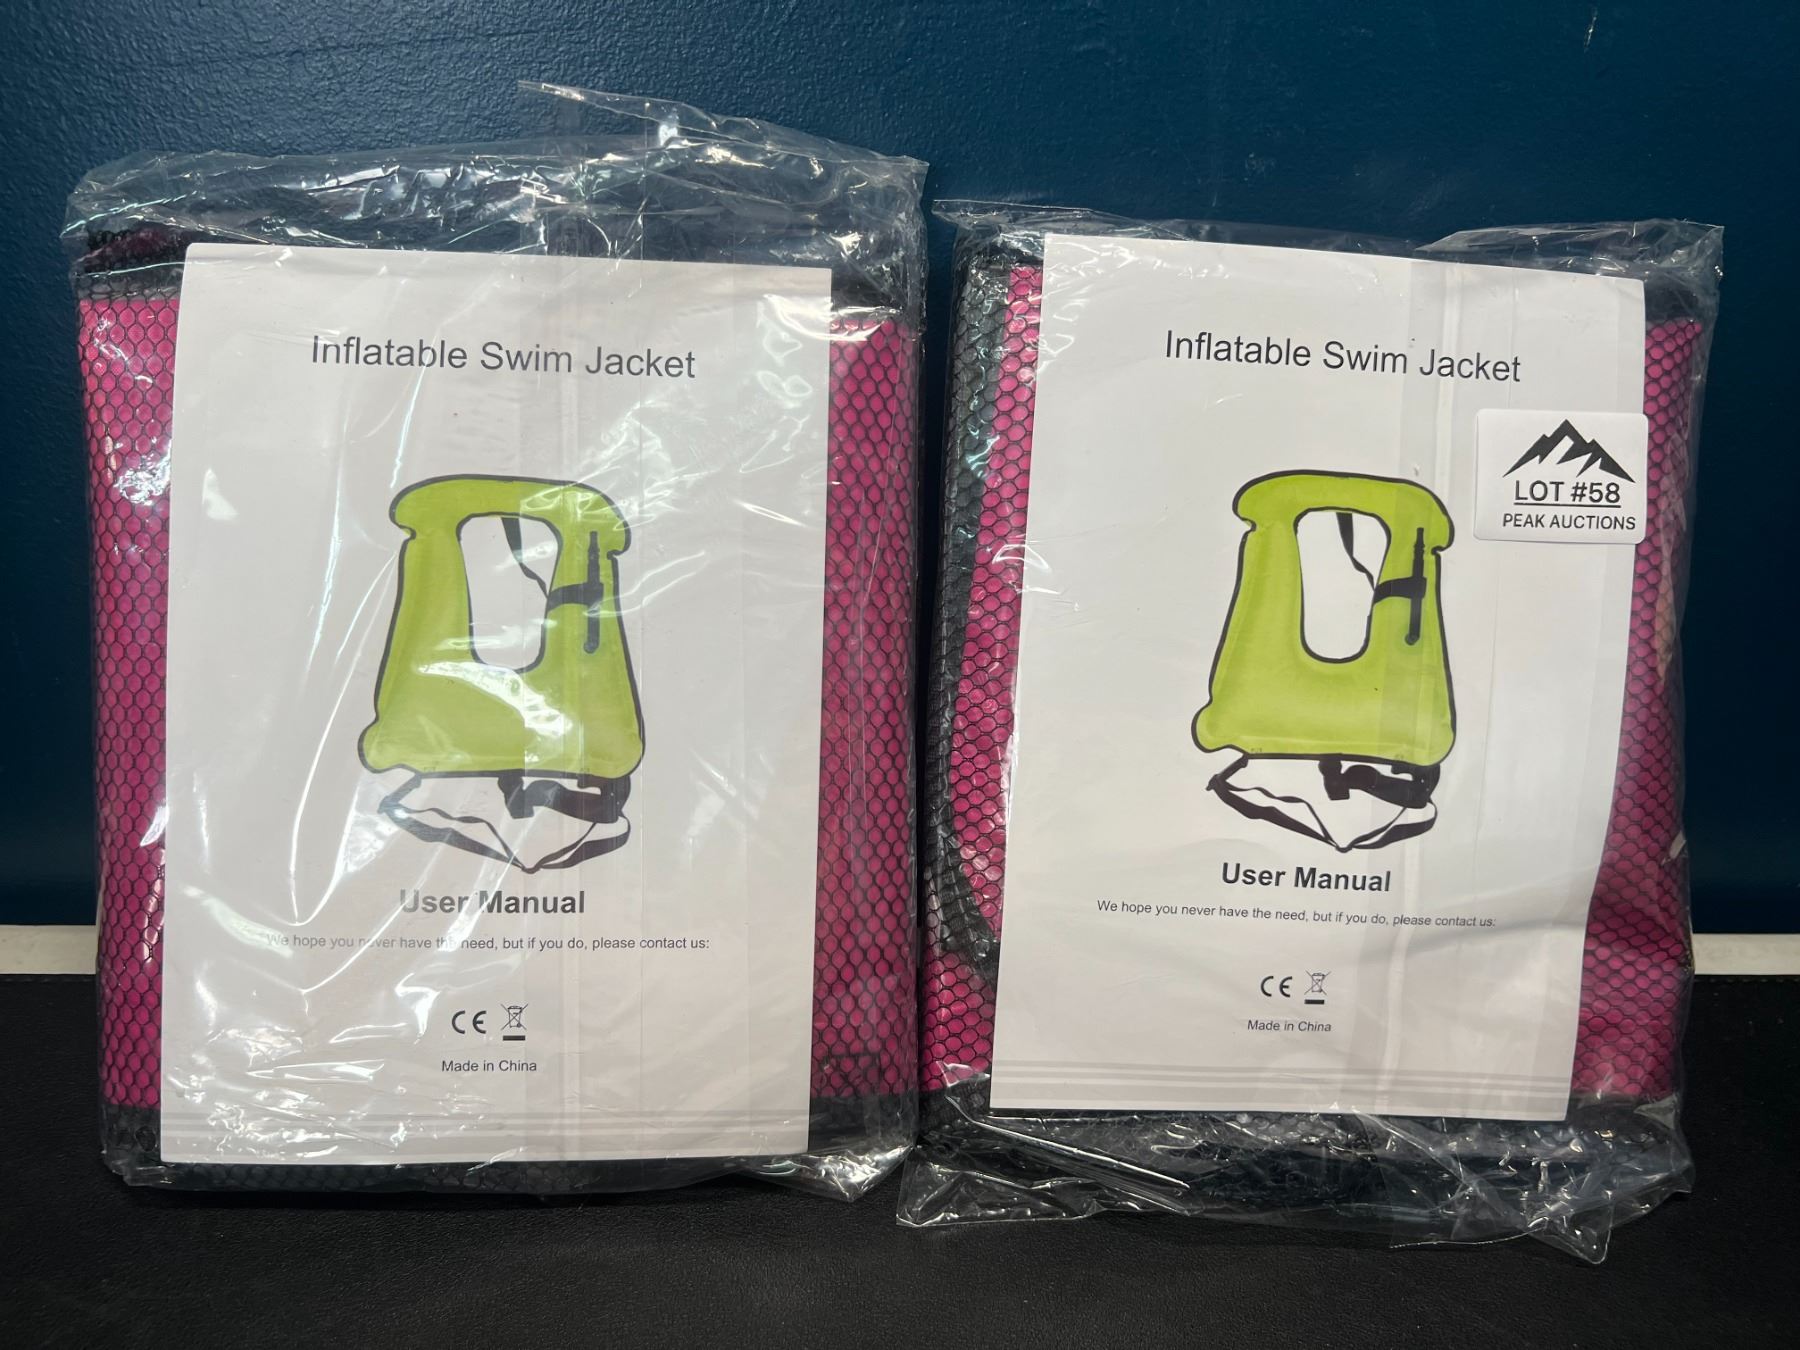 Inflatable Swim Jacket
User Manual
We hope you never have the need, but if you do, please contact us:
CE
Made in China
Inflatable Swim Jacket
LOT #58
PEAK AUCTIONS
User Manual
We hope you never have the need, but if you do, please contact us:
CE
Made in China